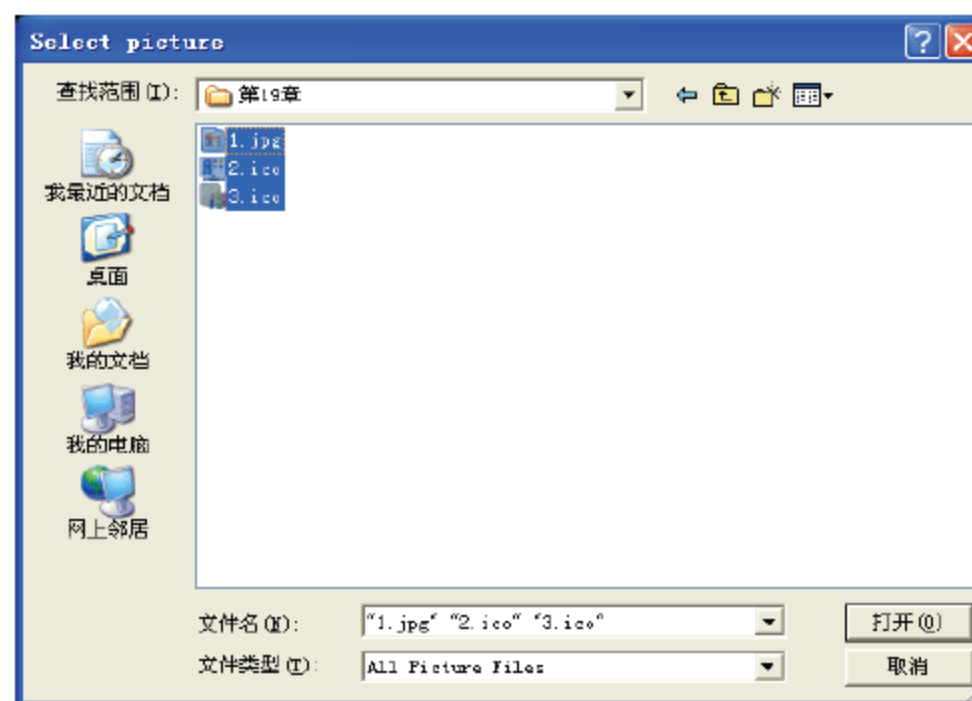 Select picture
查找范围(I): 第19章
1.jpg
2.ico
3.ico
我最近的文档
桌面
我的文档
我的电脑
网上邻居
文件名(N): "1.jpg" "2.ico" "3.ico" 打开(O)
文件类型(T): All Picture Files 取消